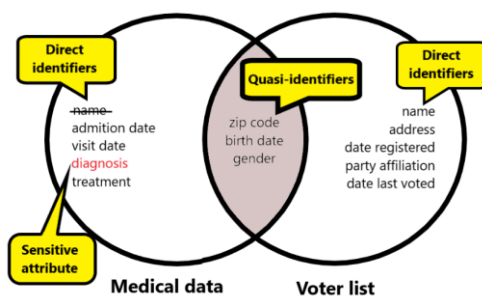 Direct
identifiers
name
admition date
visit date
diagnosis
treatment
Sensitive
attribute
Quasi-identifiers
zip code
birth date
gender
Direct
identifiers
name
address
date registered
party affiliation
date last voted
Medical data
Voter list